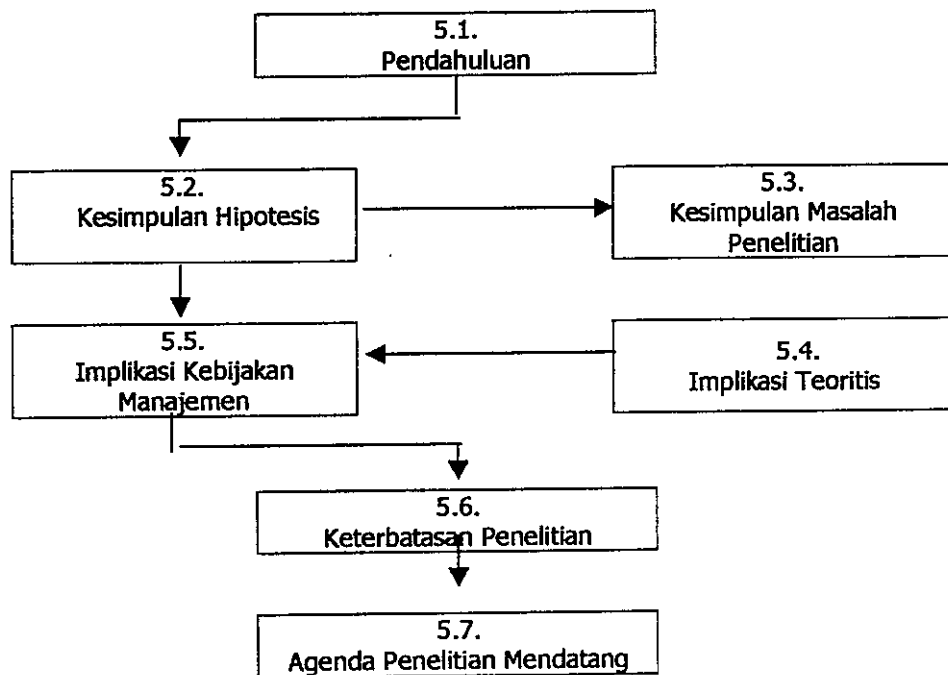 5.1.
Pendahuluan
5.2.
Kesimpulan Hipotesis
5.3.
Kesimpulan Masalah
Penelitian
5.5.
Implikasi Kebijakan
Manajemen
5.4.
Implikasi Teoritis
5.6.
Keterbatasan Penelitian
5.7.
Agenda Penelitian Mendatang